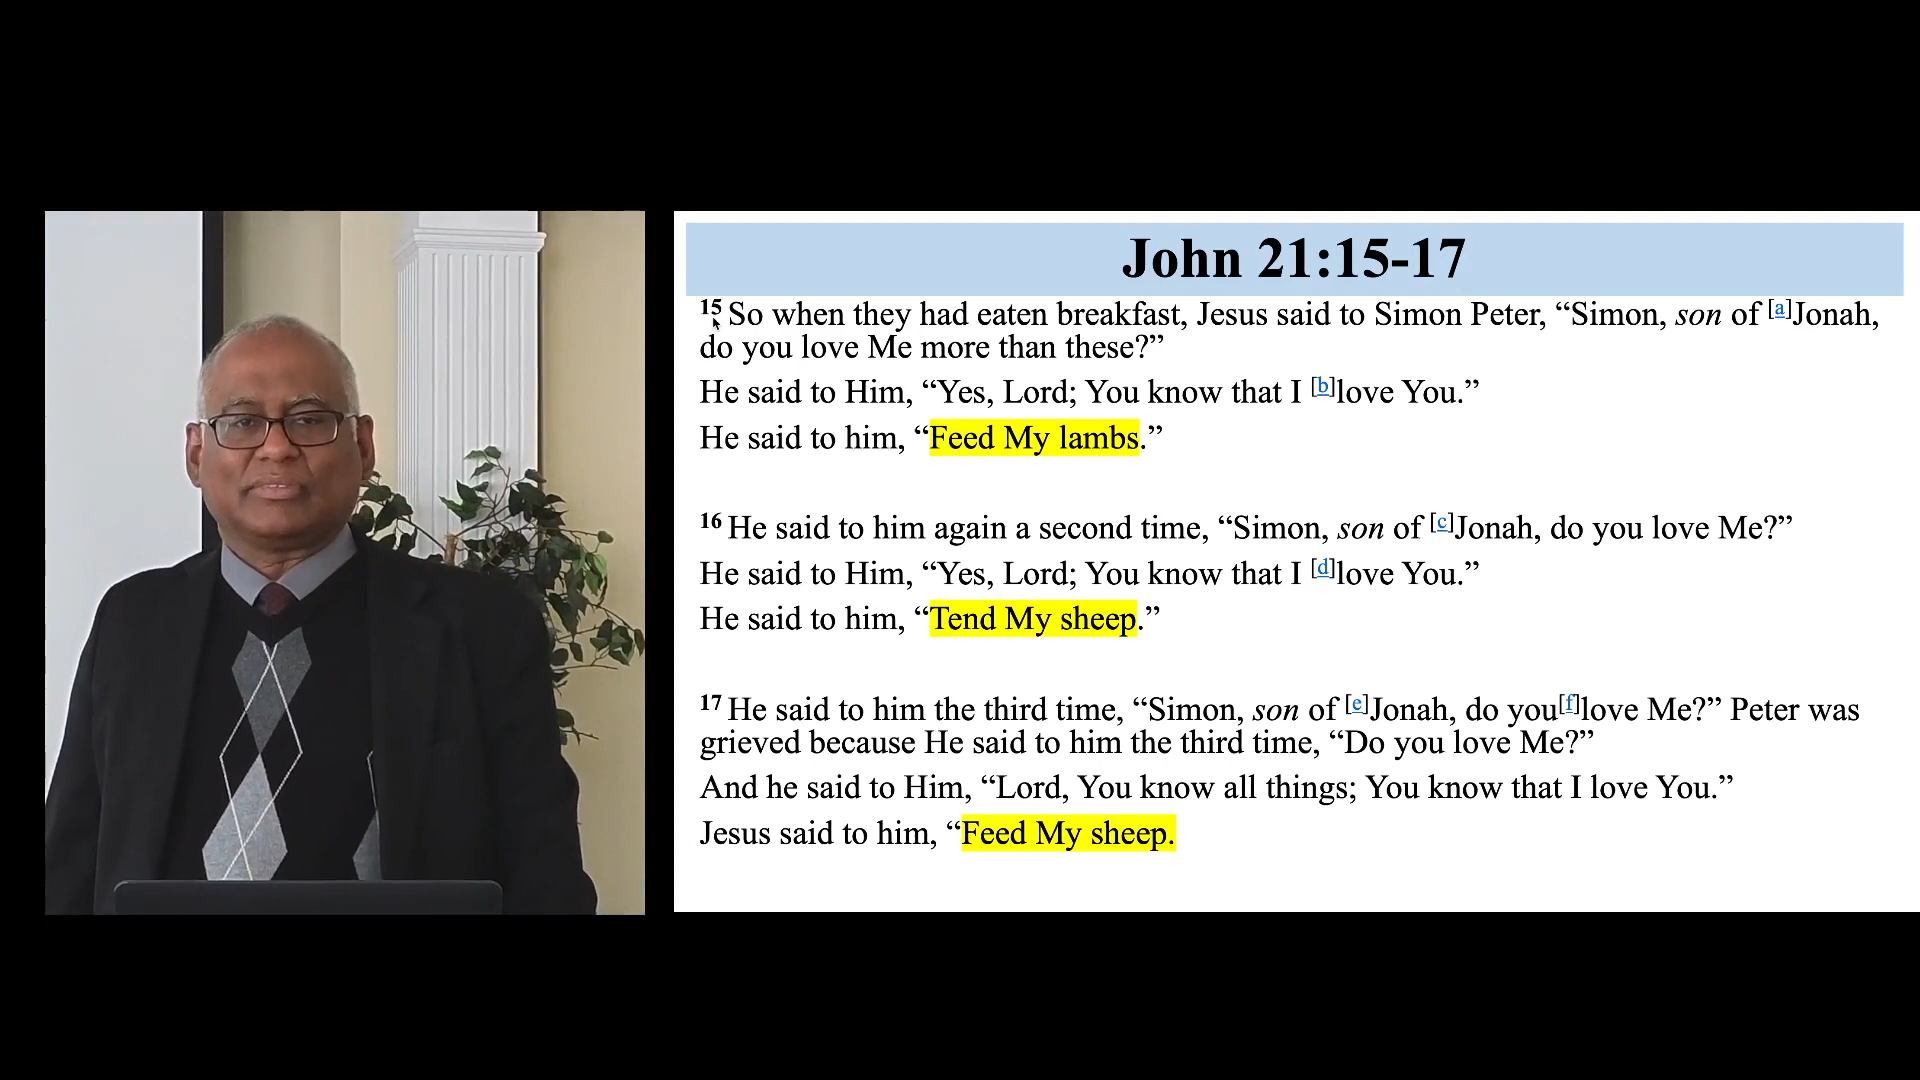 John 21:15-17
15 So when they had eaten breakfast, Jesus said to Simon Peter, “Simon, son of [a]Jonah,
do you love Me more than these?”
He said to Him, “Yes, Lord; You know that I [b]love You.”
He said to him, “Feed My lambs.”
16 He said to him again a second time, “Simon, son of [c]Jonah, do you love Me?”
He said to Him, “Yes, Lord; You know that I [d]love You.”
He said to him, “Tend My sheep.”
17 He said to him the third time, “Simon, son of [e]Jonah, do you[f]love Me?” Peter was
grieved because He said to him the third time, “Do you love Me?”
And he said to Him, “Lord, You know all things; You know that I love You.”
Jesus said to him, “Feed My sheep.